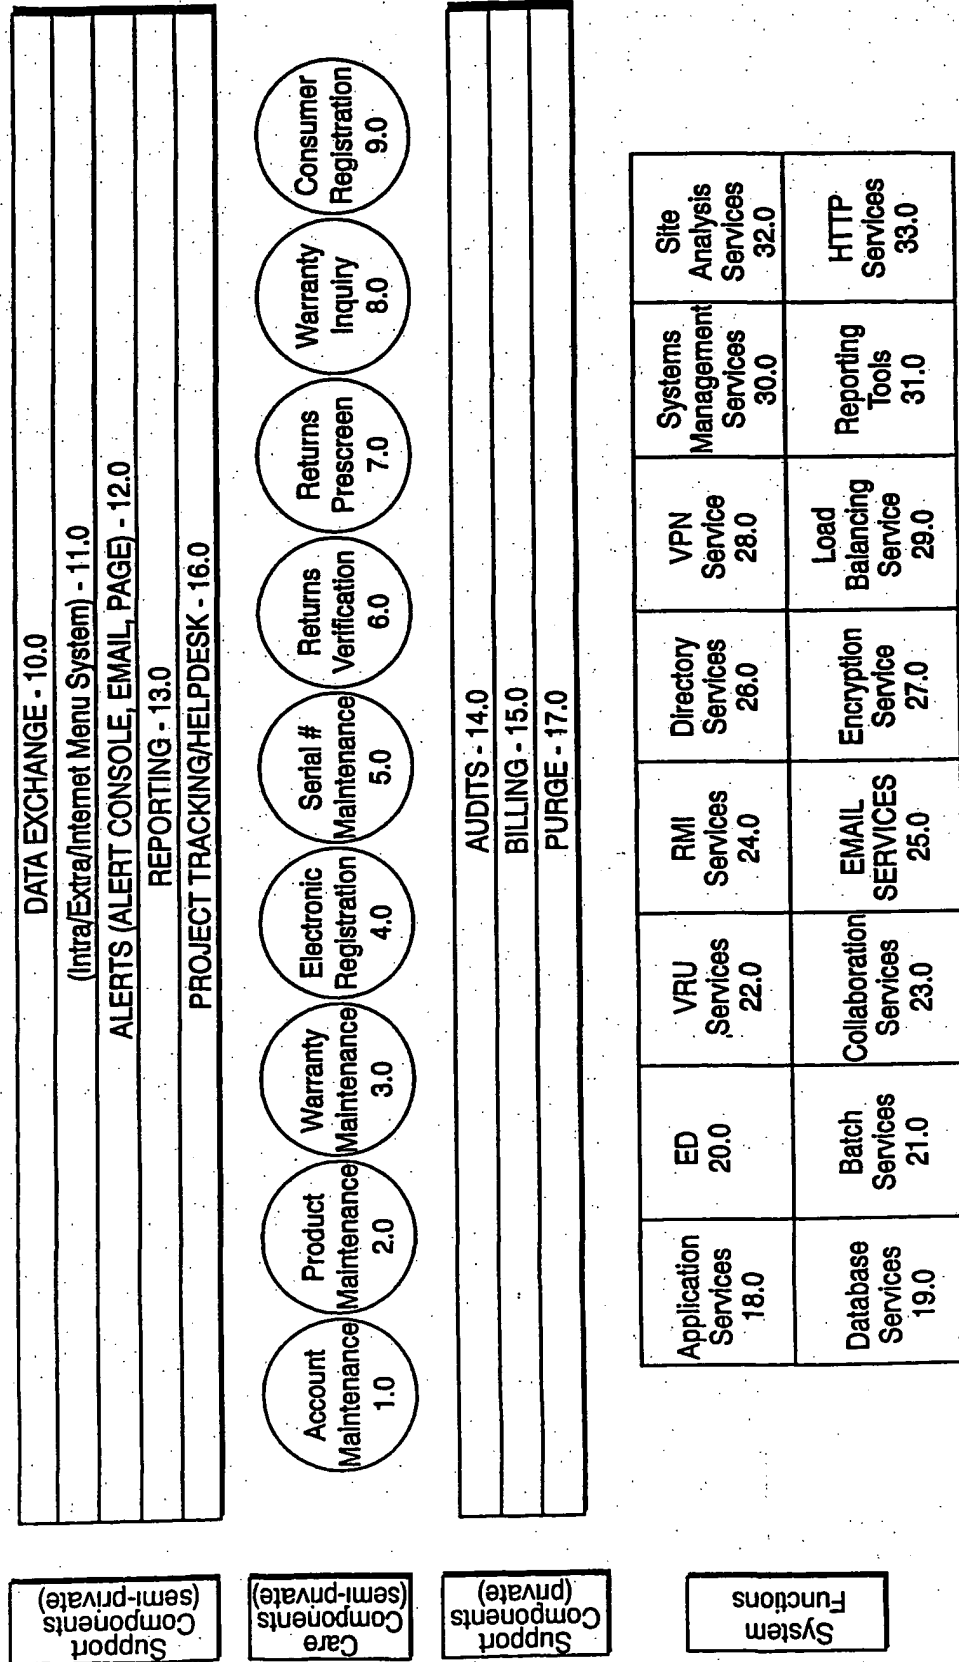 Support
Components
(semi-private)
DATA EXCHANGE - 10.0
(Intra/Extra/Internet Menu System) - 11.0
ALERTS (ALERT CONSOLE, EMAIL, PAGE) - 12.0
REPORTING - 13.0
PROJECT TRACKING/HELPDESK - 16.0
Care
Components
(semi-private)
Account
Maintenance
1.0
Product
Maintenance
2.0
Warranty
Maintenance
3.0
Electronic
Registration
4.0
Serial #
Maintenance
5.0
Returns
Verification
6.0
Returns
Prescreen
7.0
Warranty
Inquiry
8.0
Consumer
Registration
9.0
Support
Components
(private)
AUDITS - 14.0
BILLING - 15.0
PURGE - 17.0
System
Functions
Application
Services
18.0
ED
20.0
VRU
Services
22.0
RMI
Services
24.0
Directory
Services
26.0
VPN
Service
28.0
Systems
Management
Services
30.0
Site
Analysis
Services
32.0
Database
Services
19.0
Batch
Services
21.0
Collaboration
Services
23.0
EMAIL
SERVICES
25.0
Encryption
Service
27.0
Load
Balancing
Service
29.0
Reporting
Tools
31.0
HTTP
Services
33.0